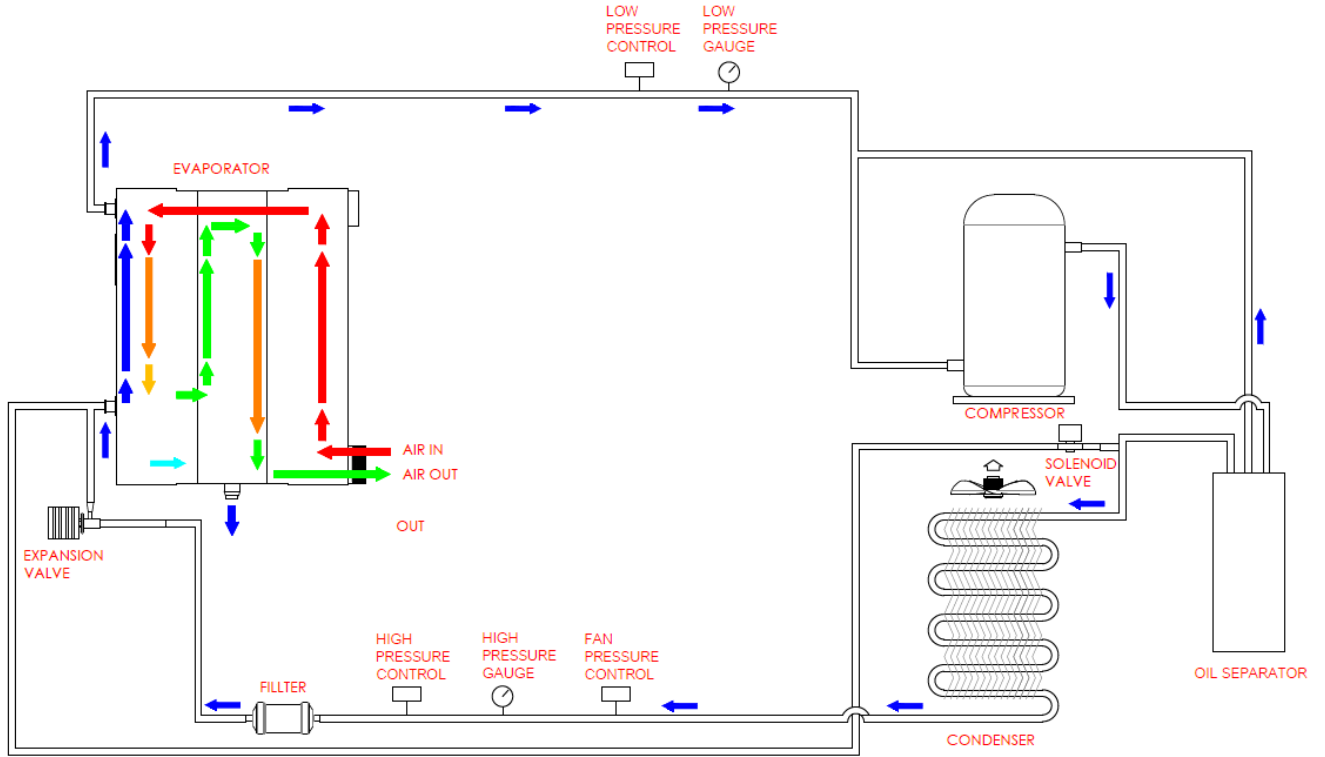 LOW
PRESSURE
CONTROL
LOW
PRESSURE
GAUGE
EVAPORATOR
COMPRESSOR
AIR IN
AIR OUT
SOLENOID
VALVE
OUT
EXPANSION
VALVE
HIGH
PRESSURE
CONTROL
HIGH
PRESSURE
GAUGE
FAN
PRESSURE
CONTROL
OIL SEPARATOR
FILLTER
CONDENSER